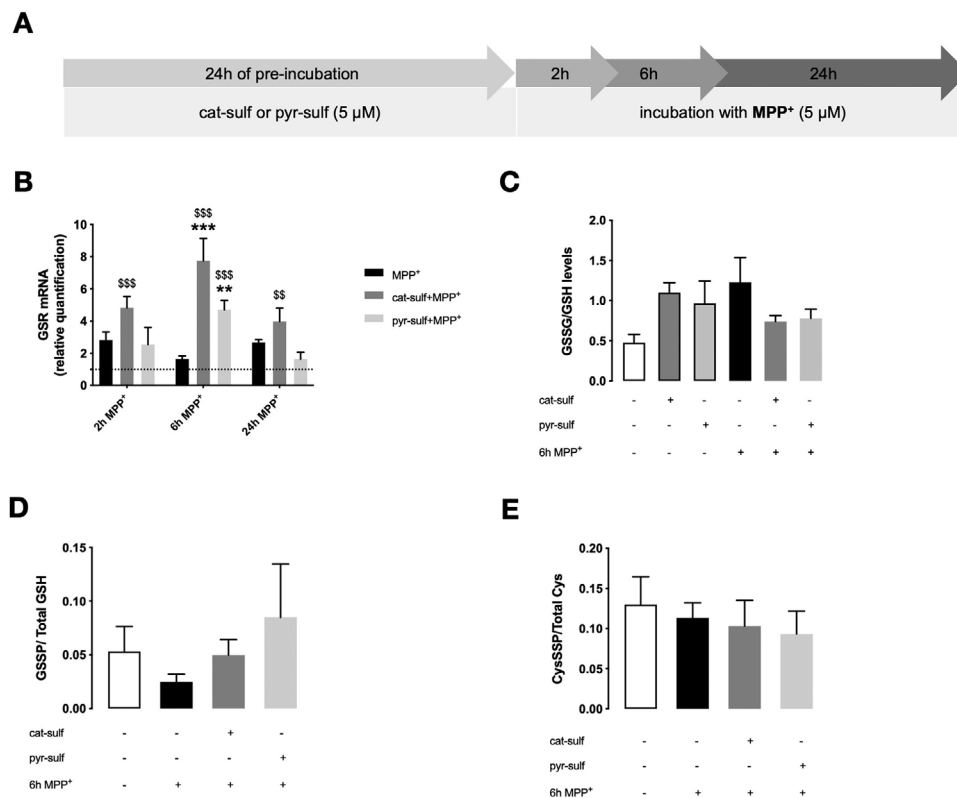 A
24h of pre-incubation
2h
6h
24h
cat-sulf or pyr-sulf (5 µM)
incubation with MPP⁺ (5 µM)
B
GSR mRNA
(relative quantification)
10
8
6
4
2
0
$$$
$$$
***
$$$
**
$$
2h MPP⁺
6h MPP⁺
24h MPP⁺
MPP⁺
cat-sulf+MPP⁺
pyr-sulf+MPP⁺
C
GSSG/GSH levels
2.0
1.5
1.0
0.5
0.0
cat-sulf - + - - + -
pyr-sulf - - + - - +
6h MPP⁺ - - - + + +
D
GSSP/ Total GSH
0.15
0.10
0.05
0.00
cat-sulf - - + -
pyr-sulf - - - +
6h MPP⁺ - + + +
E
CysSSP/Total Cys
0.20
0.15
0.10
0.05
0.00
cat-sulf - - + -
pyr-sulf - - - +
6h MPP⁺ - + + +